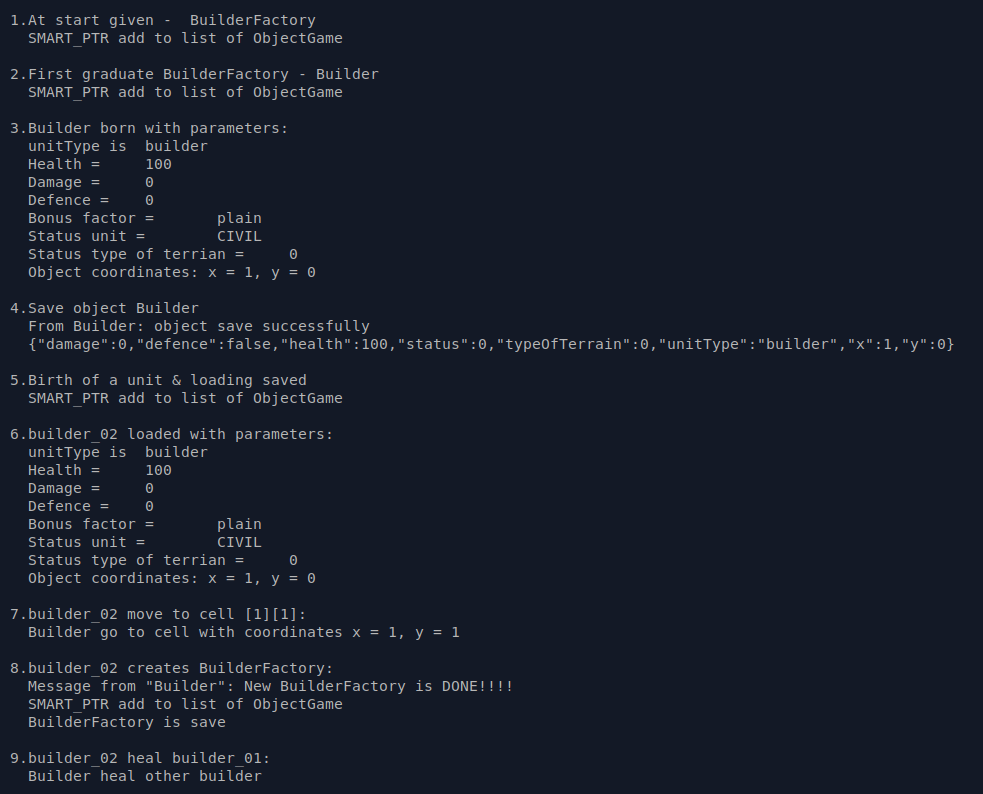 1.At start given -  BuilderFactory
  SMART_PTR add to list of ObjectGame

2.First graduate BuilderFactory - Builder
  SMART_PTR add to list of ObjectGame

3.Builder born with parameters:
  unitType is  builder
  Health =     100
  Damage =     0
  Defence =    0
  Bonus factor =       plain
  Status unit =        CIVIL
  Status type of terrian =     0
  Object coordinates: x = 1, y = 0

4.Save object Builder
  From Builder: object save successfully
  {"damage":0,"defence":false,"health":100,"status":0,"typeOfTerrain":0,"unitType":"builder","x":1,"y":0}

5.Birth of a unit & loading saved
  SMART_PTR add to list of ObjectGame

6.builder_02 loaded with parameters:
  unitType is  builder
  Health =     100
  Damage =     0
  Defence =    0
  Bonus factor =       plain
  Status unit =        CIVIL
  Status type of terrian =     0
  Object coordinates: x = 1, y = 0

7.builder_02 move to cell [1][1]:
  Builder go to cell with coordinates x = 1, y = 1

8.builder_02 creates BuilderFactory:
  Message from "Builder": New BuilderFactory is DONE!!!!
  SMART_PTR add to list of ObjectGame
  BuilderFactory is save

9.builder_02 heal builder_01:
  Builder heal other builder